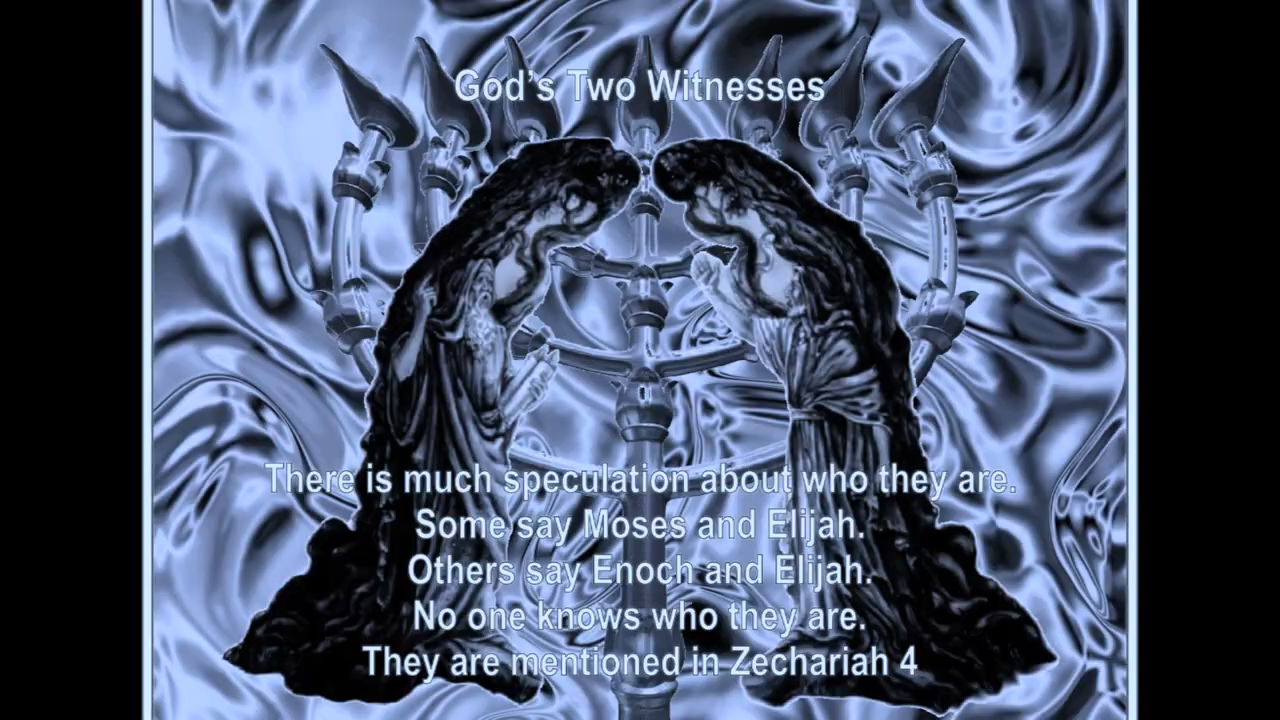 God's Two Witnesses
There is much speculation about who they are.
Some say Moses and Elijah.
Others say Enoch and Elijah.
No one knows who they are.
They are mentioned in Zechariah 4